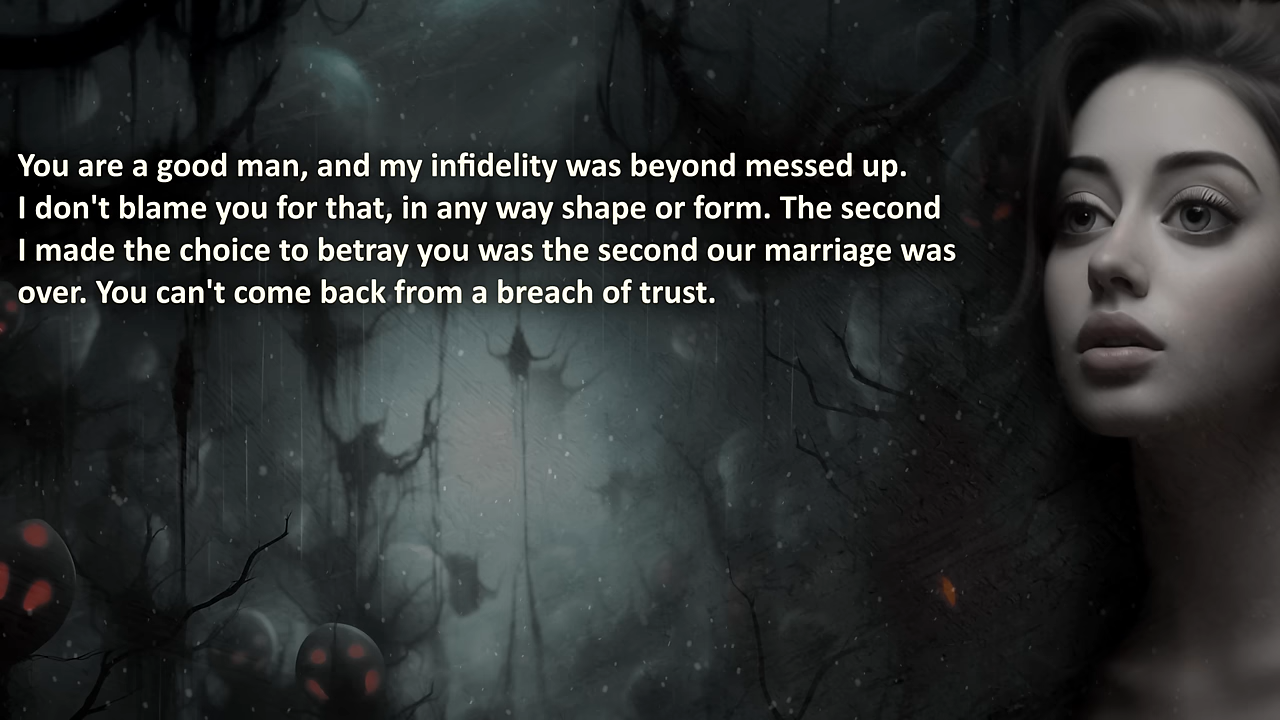 You are a good man, and my infidelity was beyond messed up.
I don't blame you for that, in any way shape or form. The second
I made the choice to betray you was the second our marriage was
over. You can't come back from a breach of trust.